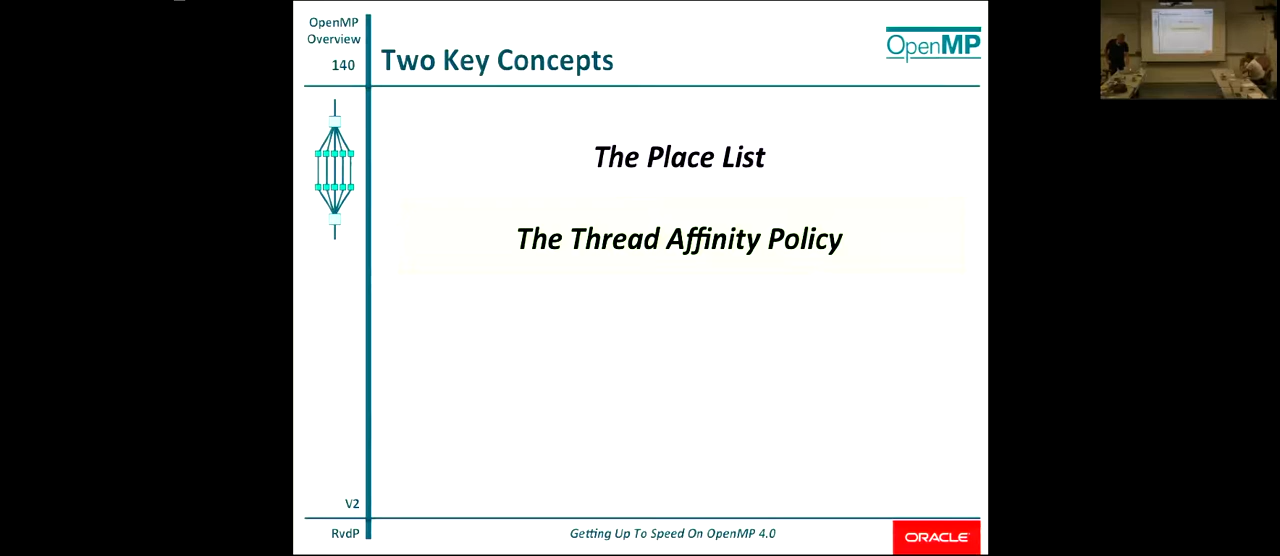 OpenMP
Overview
140
Two Key Concepts
OpenMP
The Place List
The Thread Affinity Policy
V2
RvdP
Getting Up To Speed On OpenMP 4.0
ORACLE